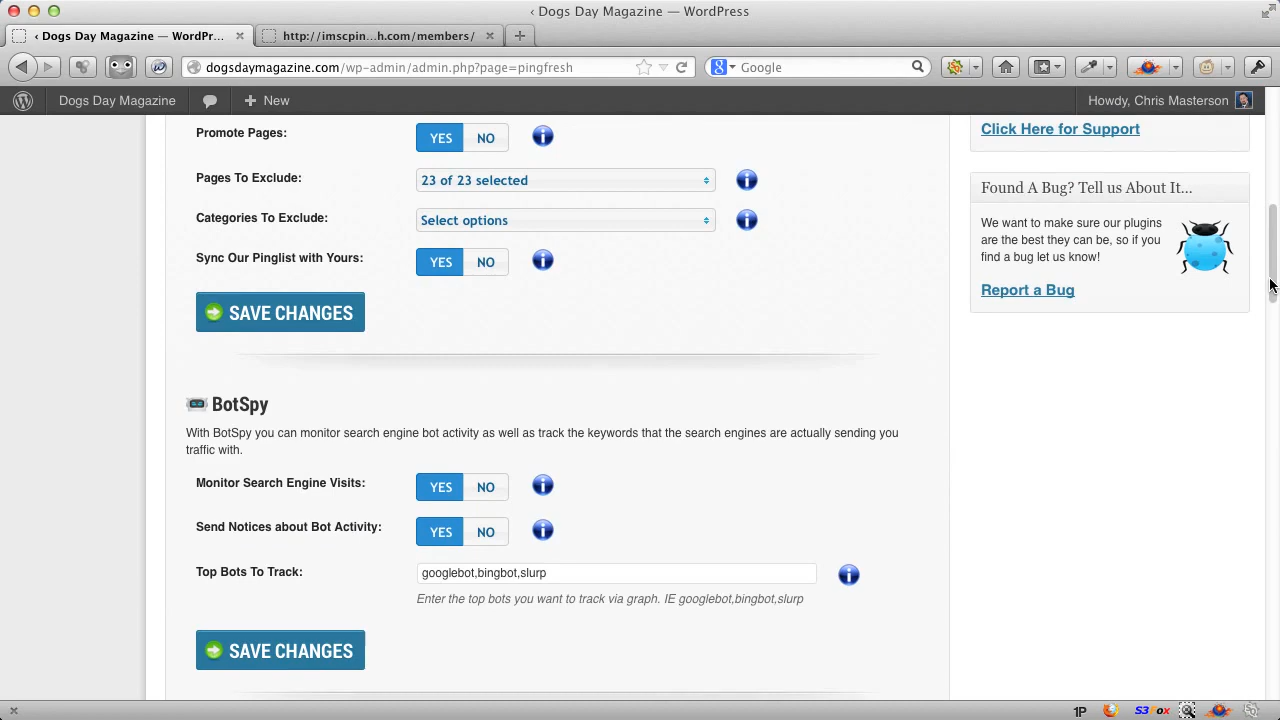 ‹ Dogs Day Magazine — WordPress
‹ Dogs Day Magazine — WordPr...
http://imscpin...h.com/members/
dogsdaymagazine.com/wp-admin/admin.php?page=pingfresh
Google
Dogs Day Magazine
New
Howdy, Chris Masterson
Promote Pages:
YES NO
Click Here for Support
Pages To Exclude:
23 of 23 selected
Found A Bug? Tell us About It...
Categories To Exclude:
Select options
We want to make sure our plugins
are the best they can be, so if you
find a bug let us know!
Sync Our Pinglist with Yours:
YES NO
Report a Bug
SAVE CHANGES
BotSpy
With BotSpy you can monitor search engine bot activity as well as track the keywords that the search engines are actually sending you
traffic with.
Monitor Search Engine Visits:
YES NO
Send Notices about Bot Activity:
YES NO
Top Bots To Track:
googlebot,bingbot,slurp
Enter the top bots you want to track via graph. IE googlebot,bingbot,slurp
SAVE CHANGES
1P
S3Fox